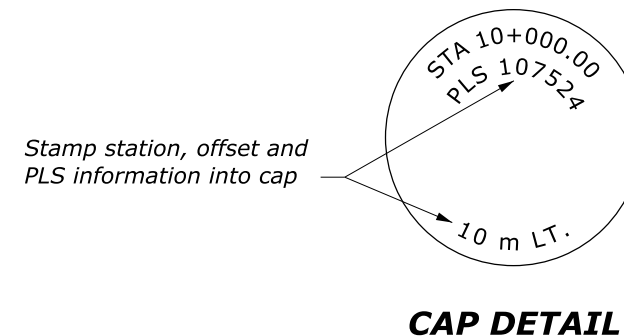 STA 10+000.00
PLS 107524
Stamp station, offset and
PLS information into cap
10 m LT.
CAP DETAIL